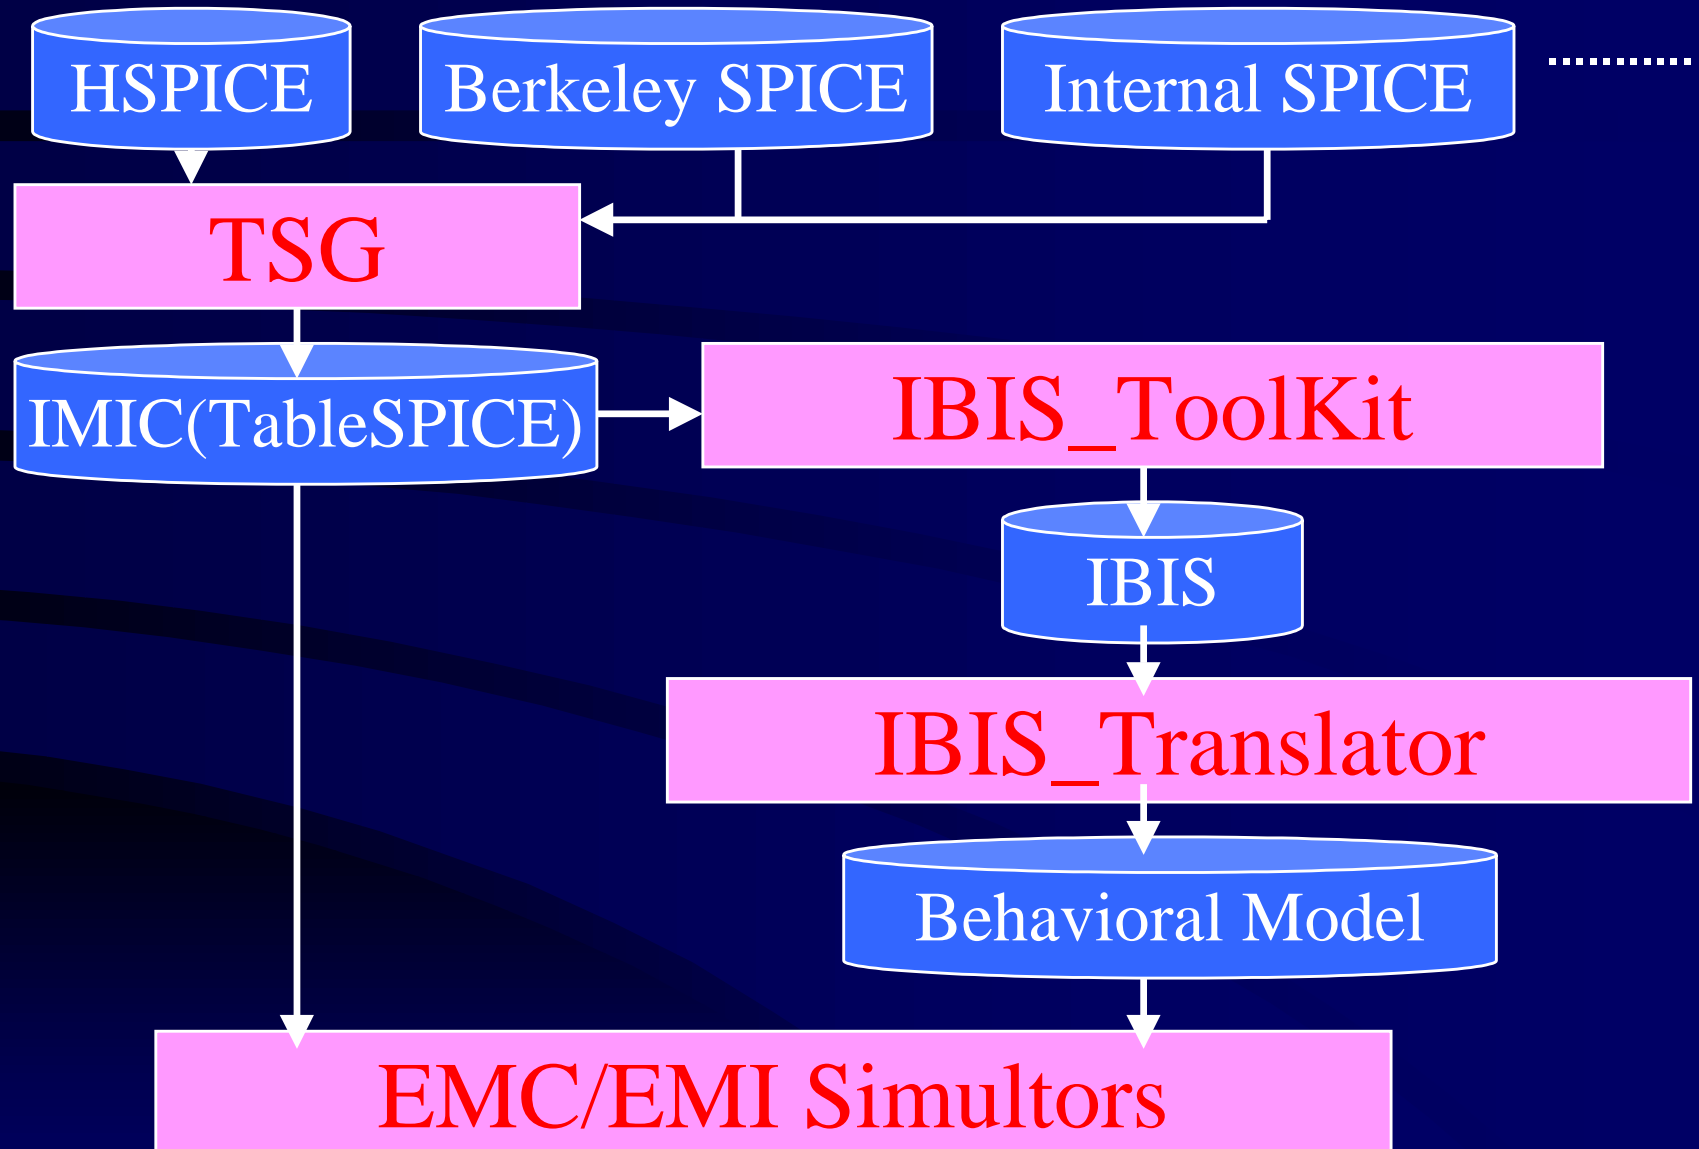 HSPICE
Berkeley SPICE
Internal SPICE
TSG
IMIC(TableSPICE)
IBIS_ToolKit
IBIS
IBIS_Translator
Behavioral Model
EMC/EMI Simultors